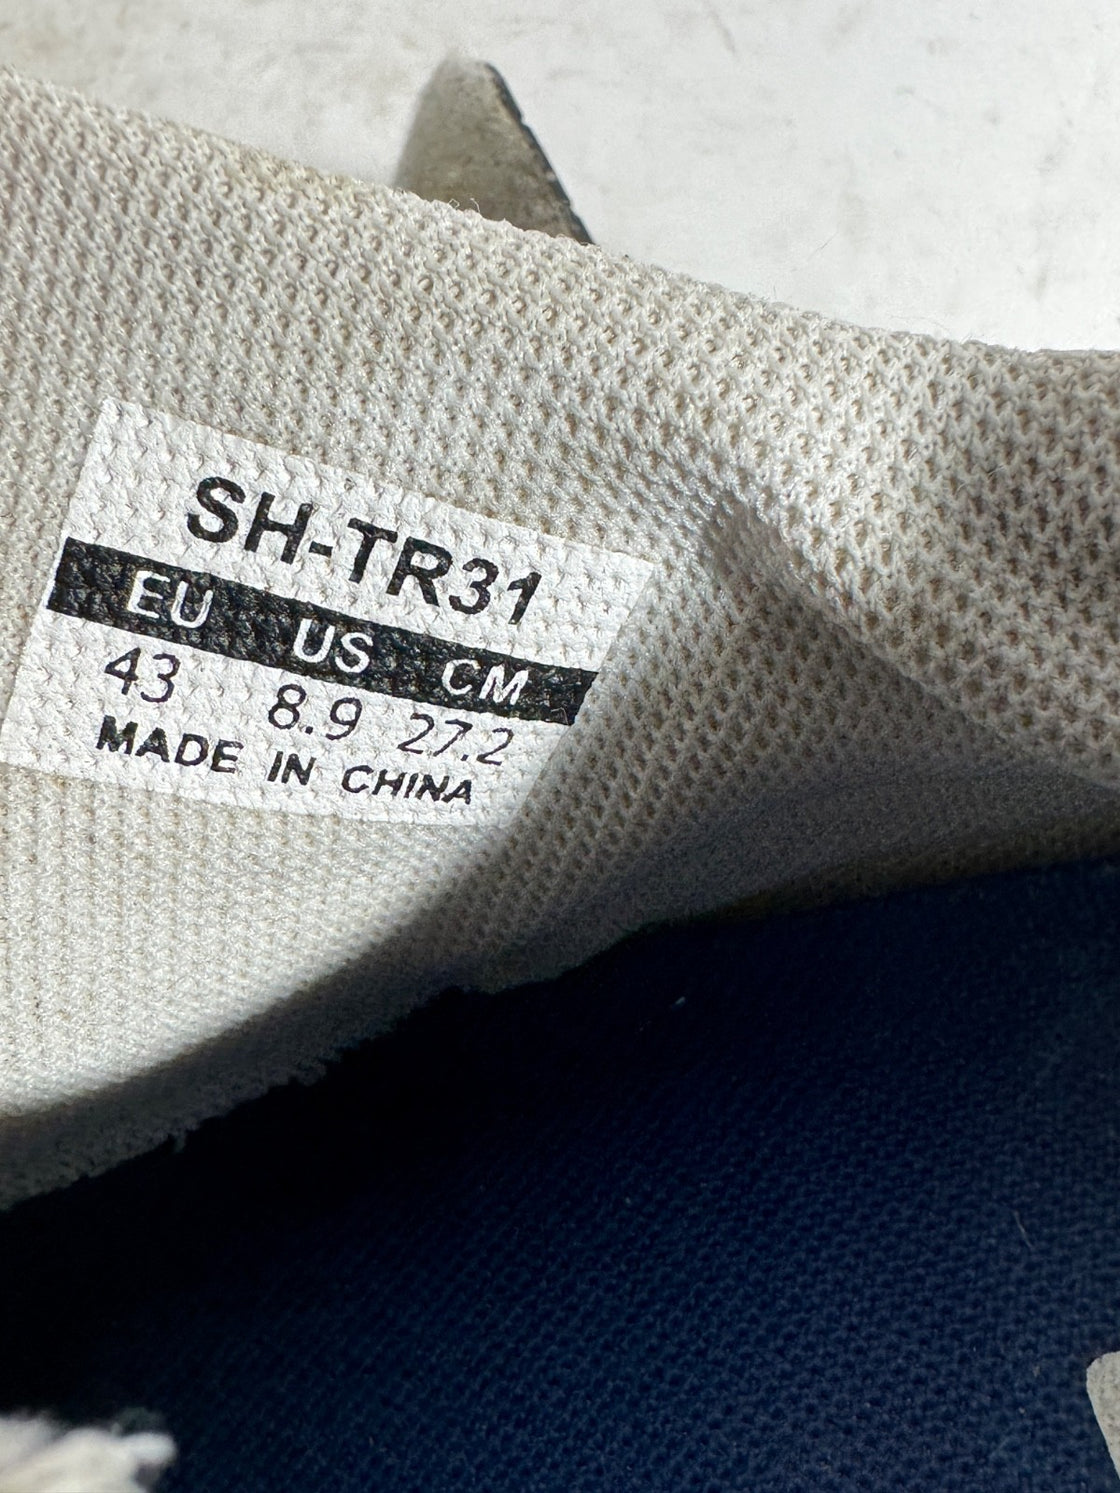 SH-TR31
EU US CM
43 8.9 27.2
MADE IN CHINA